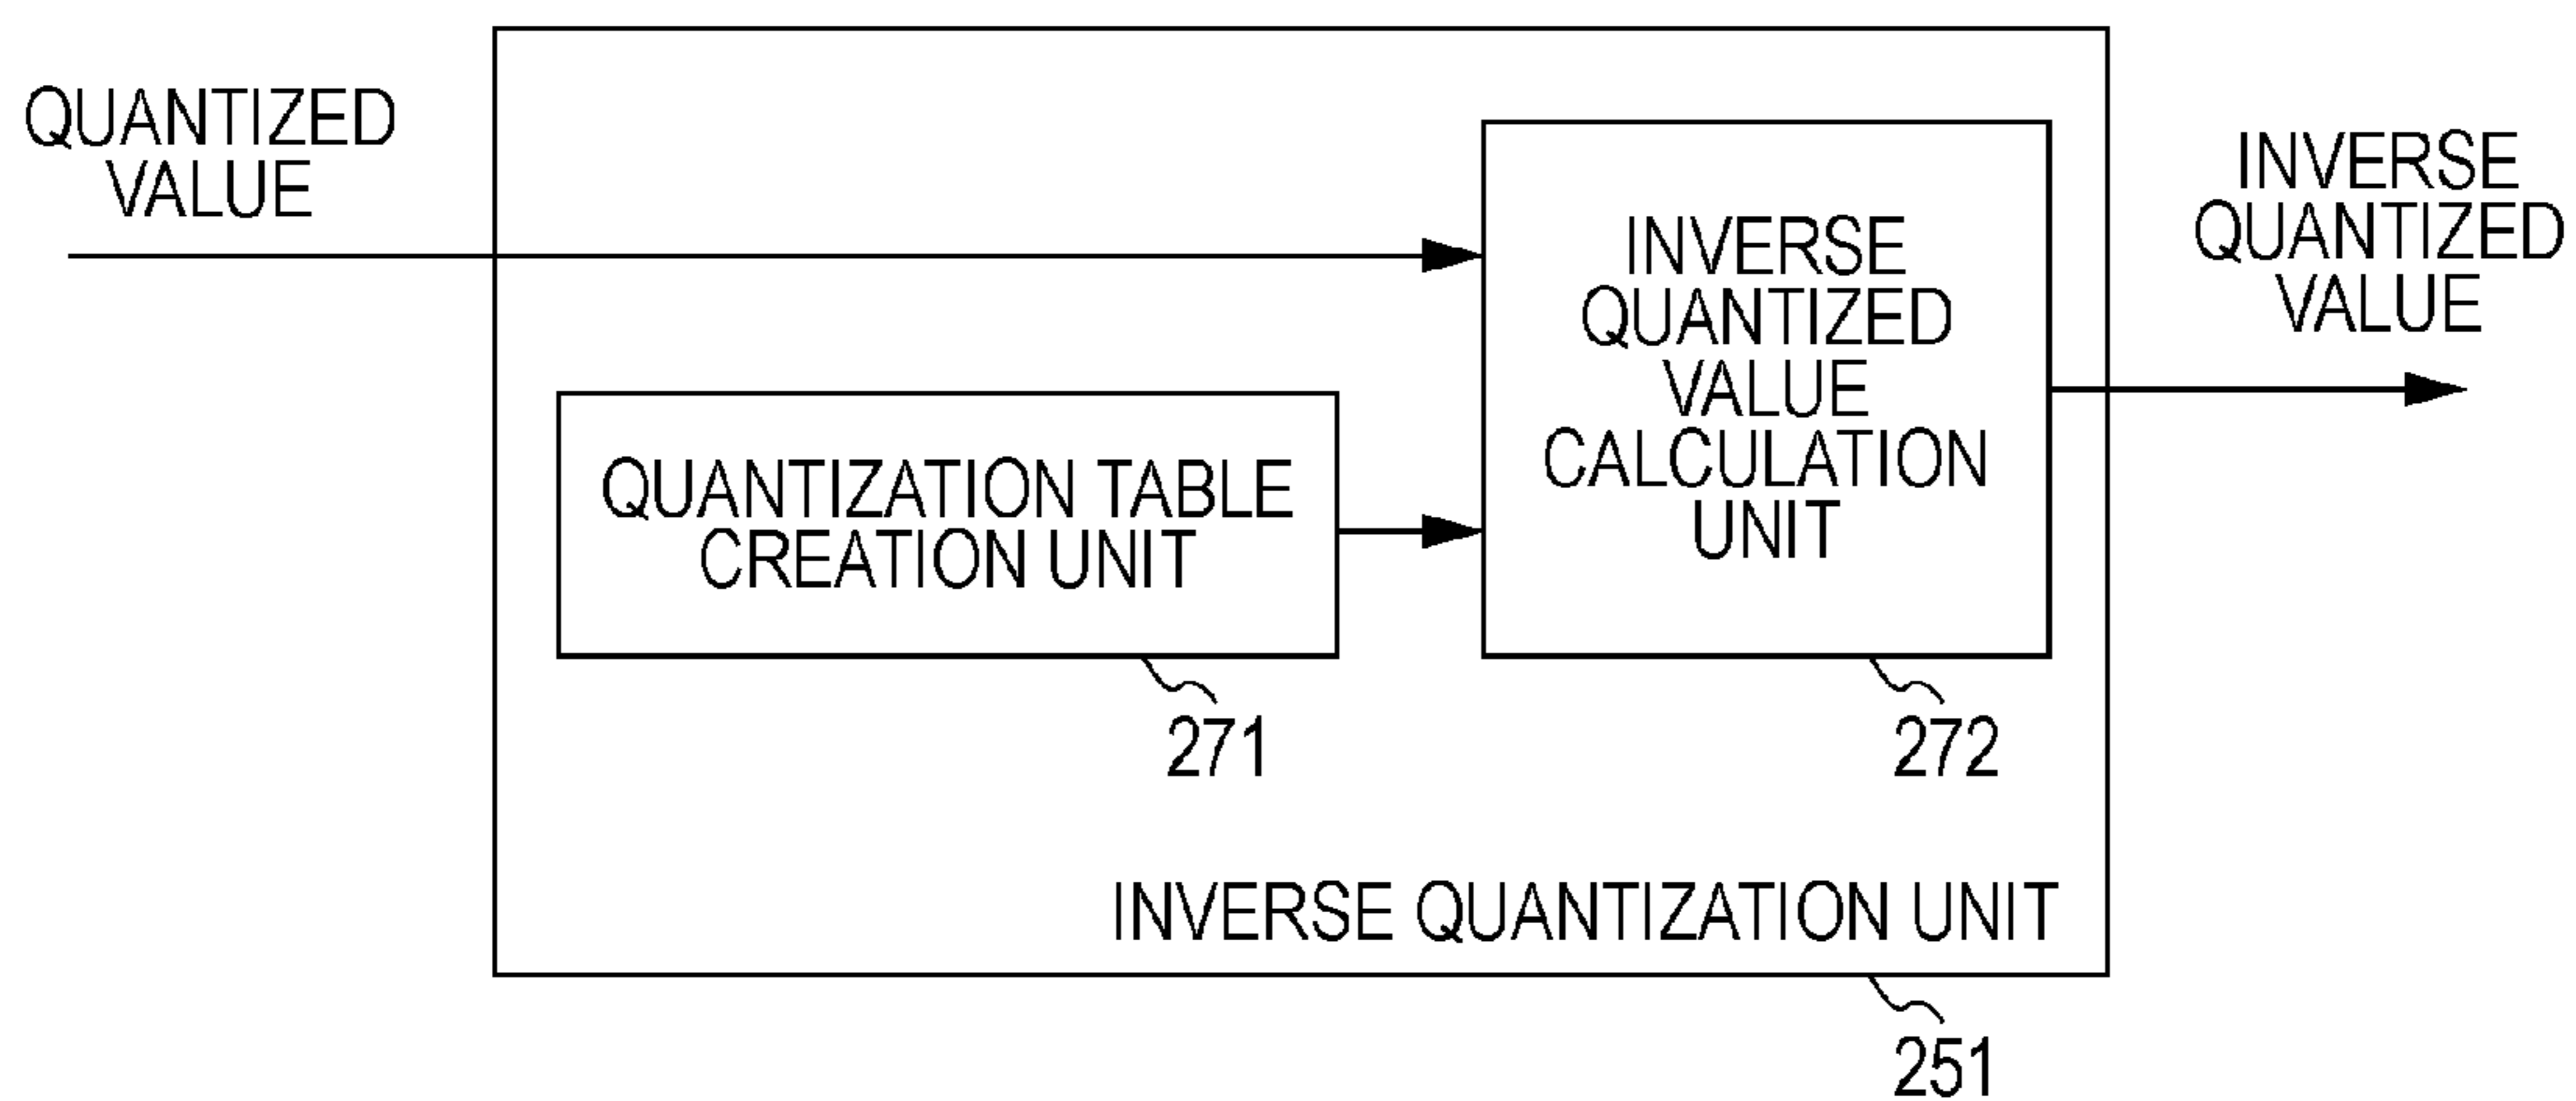 QUANTIZED
VALUE
INVERSE
QUANTIZED
VALUE
CALCULATION
UNIT
INVERSE
QUANTIZED
VALUE
QUANTIZATION TABLE
CREATION UNIT
271
272
INVERSE QUANTIZATION UNIT
251